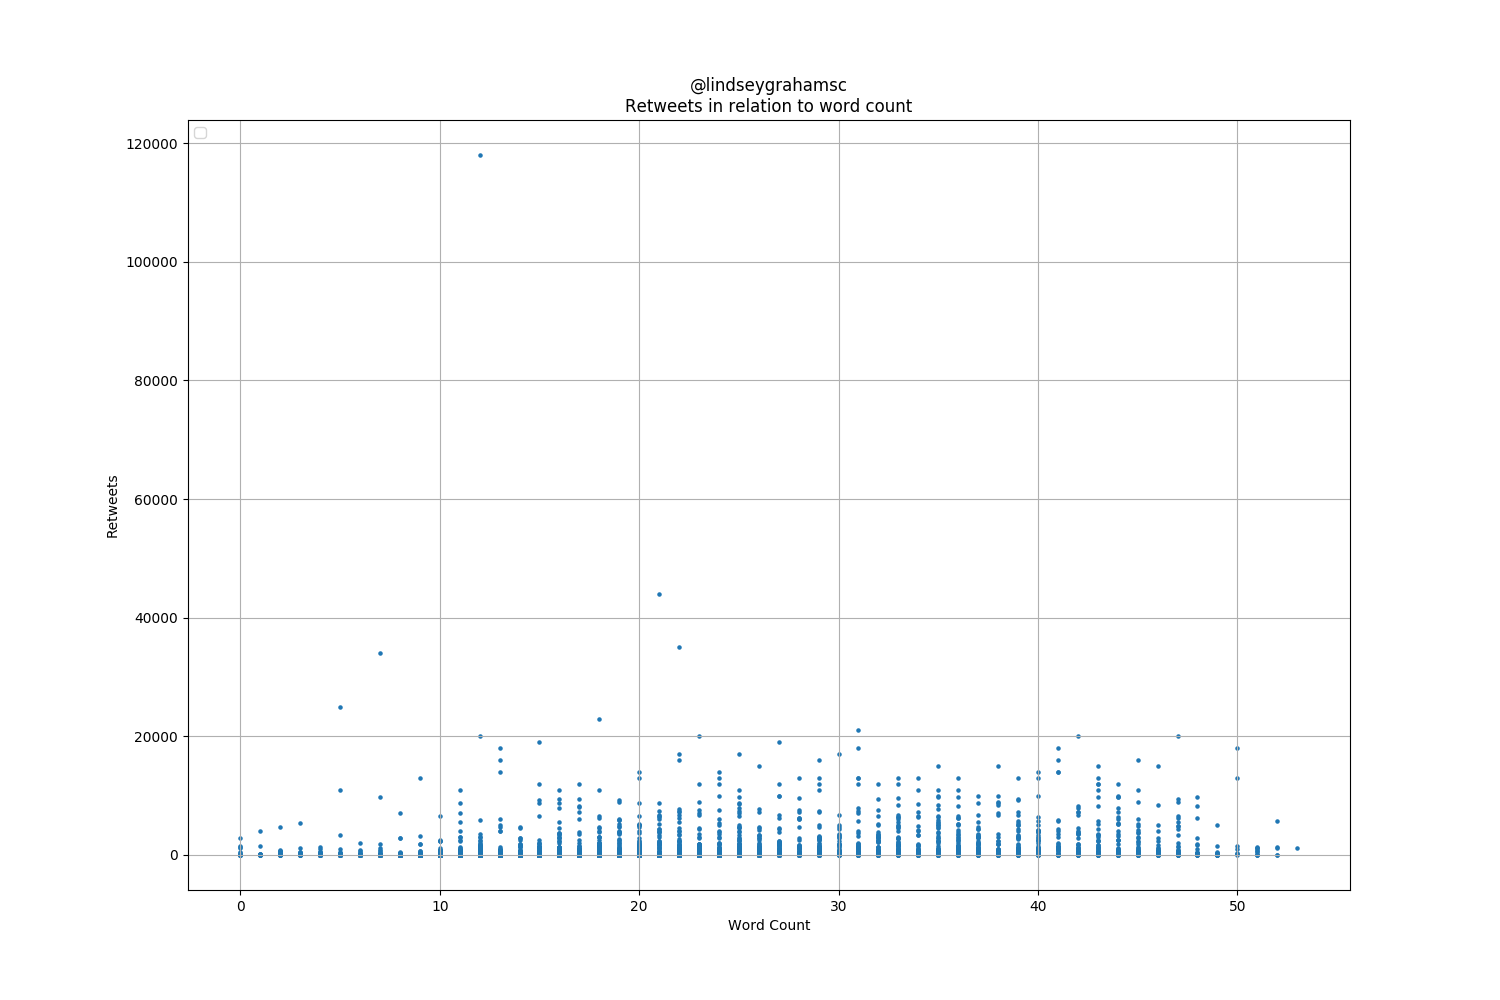 @lindseygrahamsc
Retweets in relation to word count
120000
100000
80000
60000
40000
20000
0
Retweets
0 10 20 30 40 50
Word Count